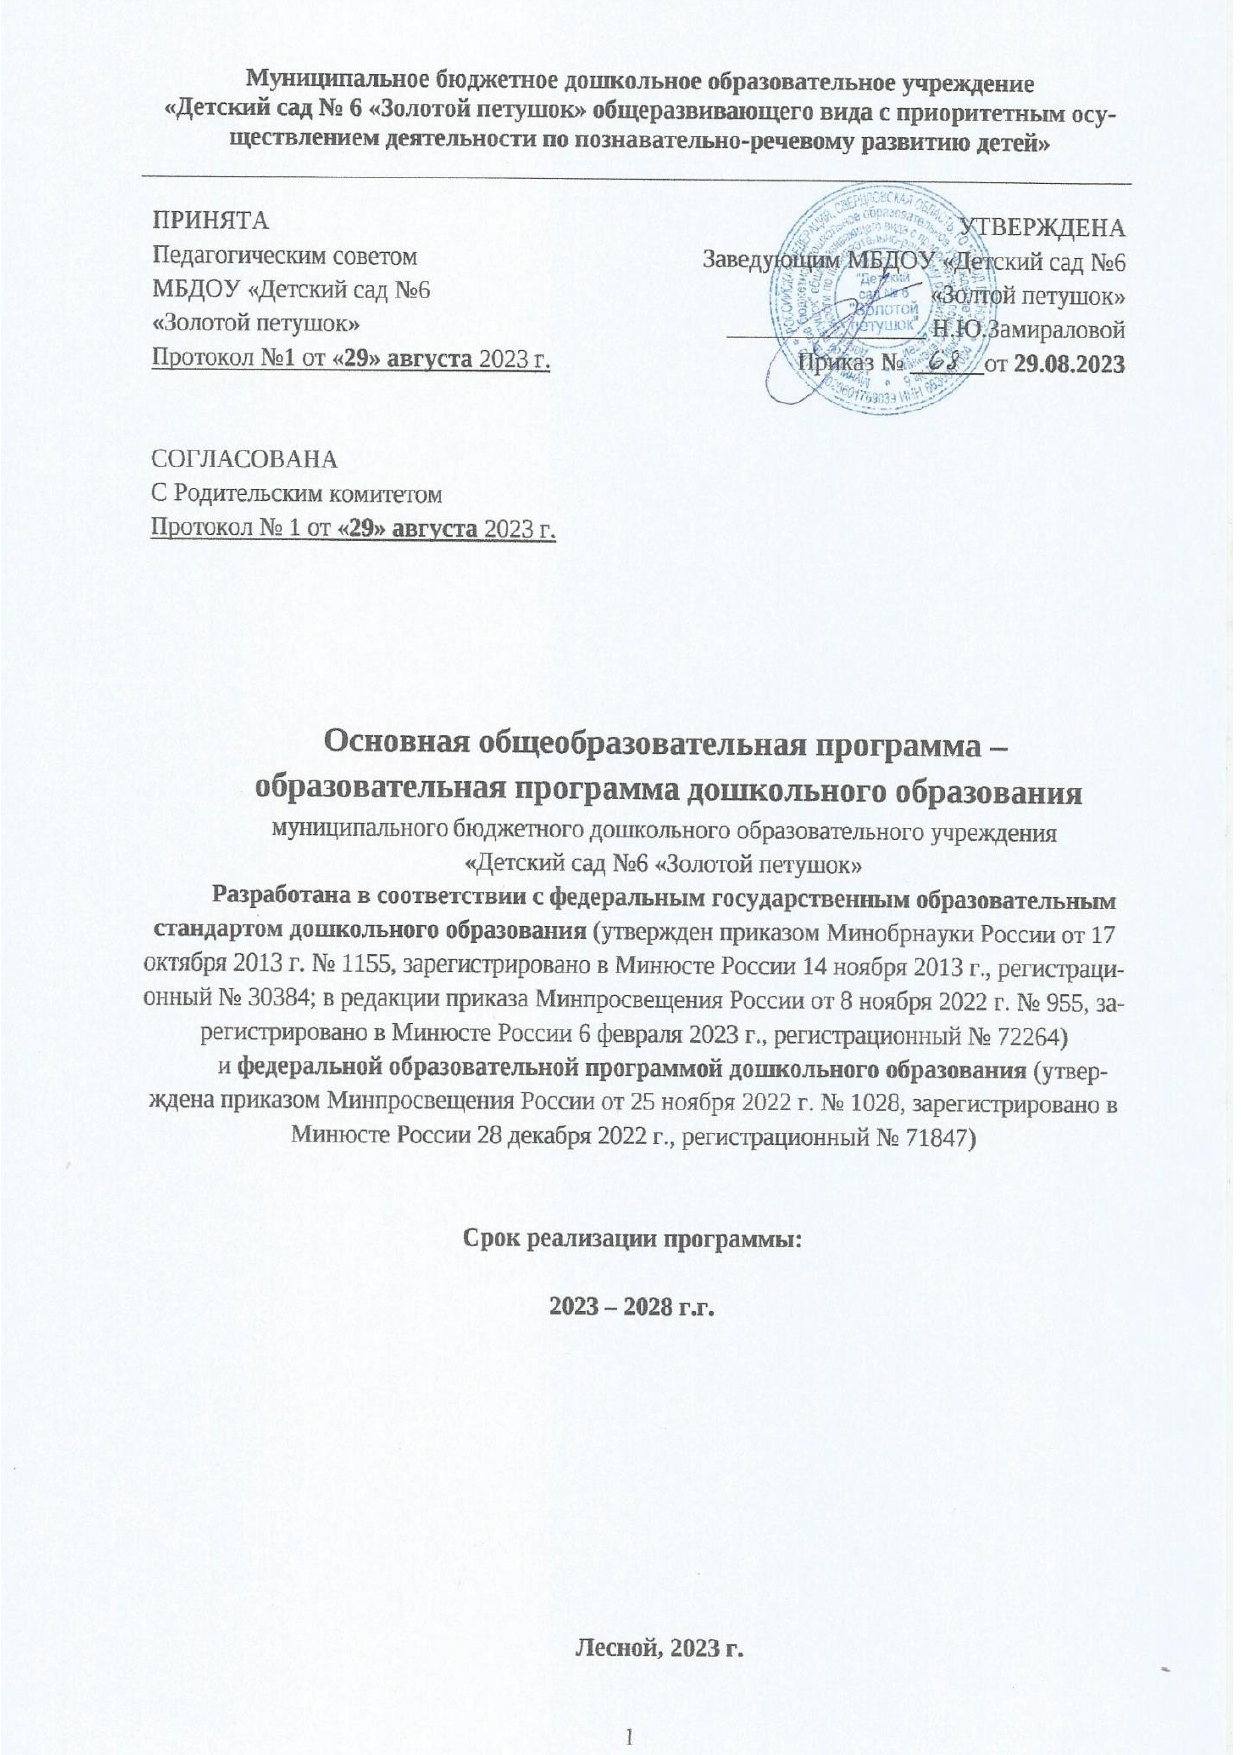 Муниципальное бюджетное дошкольное образовательное учреждение
«Детский сад № 6 «Золотой петушок» общеразвивающего вида с приоритетным осу-
ществлением деятельности по познавательно-речевому развитию детей»
ПРИНЯТА
Педагогическим советом
МБДОУ «Детский сад №6
«Золотой петушок»
Протокол №1 от «29» августа 2023 г.
УТВЕРЖДЕНА
Заведующим МБДОУ «Детский сад №6
«Золтой петушок»
Н.Ю.Замираловой
Приказ № 68 от 29.08.2023
"Детский
сад № 6
"Золотой
петушок"
СОГЛАСОВАНА
С Родительским комитетом
Протокол № 1 от «29» августа 2023 г.
Основная общеобразовательная программа –
образовательная программа дошкольного образования
муниципального бюджетного дошкольного образовательного учреждения
«Детский сад №6 «Золотой петушок»
Разработана в соответствии с федеральным государственным образовательным
стандартом дошкольного образования (утвержден приказом Минобрнауки России от 17
октября 2013 г. № 1155, зарегистрировано в Минюсте России 14 ноября 2013 г., регистраци-
онный № 30384; в редакции приказа Минпросвещения России от 8 ноября 2022 г. № 955, за-
регистрировано в Минюсте России 6 февраля 2023 г., регистрационный № 72264)
и федеральной образовательной программой дошкольного образования (утвер-
ждена приказом Минпросвещения России от 25 ноября 2022 г. № 1028, зарегистрировано в
Минюсте России 28 декабря 2022 г., регистрационный № 71847)
Срок реализации программы:
2023 – 2028 г.г.
Лесной, 2023 г.
1